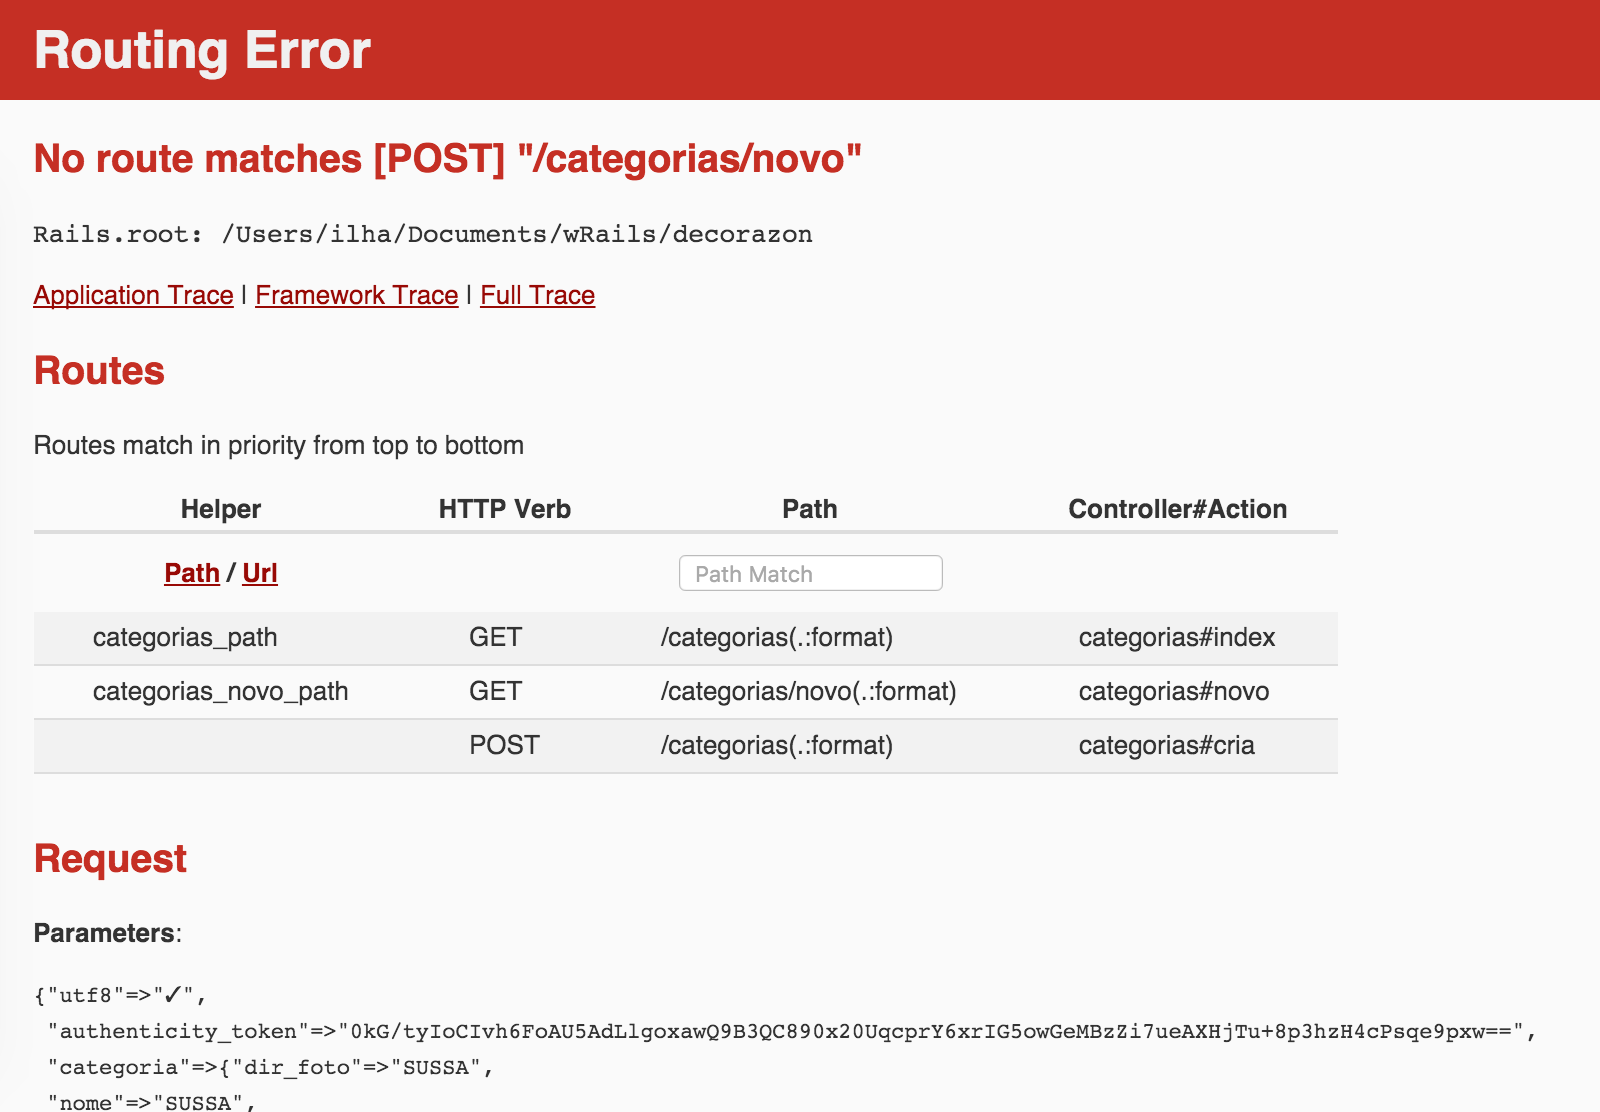 Routing Error
No route matches [POST] "/categorias/novo"
Rails.root: /Users/ilha/Documents/wRails/decorazon
Application Trace | Framework Trace | Full Trace
Routes
Routes match in priority from top to bottom
Helper HTTP Verb Path Controller#Action
Path / Url Path Match
categorias_path GET /categorias(.:format) categorias#index
categorias_novo_path GET /categorias/novo(.:format) categorias#novo
POST /categorias(.:format) categorias#cria
Request
Parameters:
{"utf8"=>"✓",
"authenticity_token"=>"0kG/tyIoCIvh6FoAU5AdLlgoxawQ9B3QC890x20UqcprY6xrIG5owGeMBzZi7ueAXHjTu+8p3hzH4cPsqe9pxw==",
"categoria"=>{"dir_foto"=>"SUSSA",
"nome"=>"SUSSA",